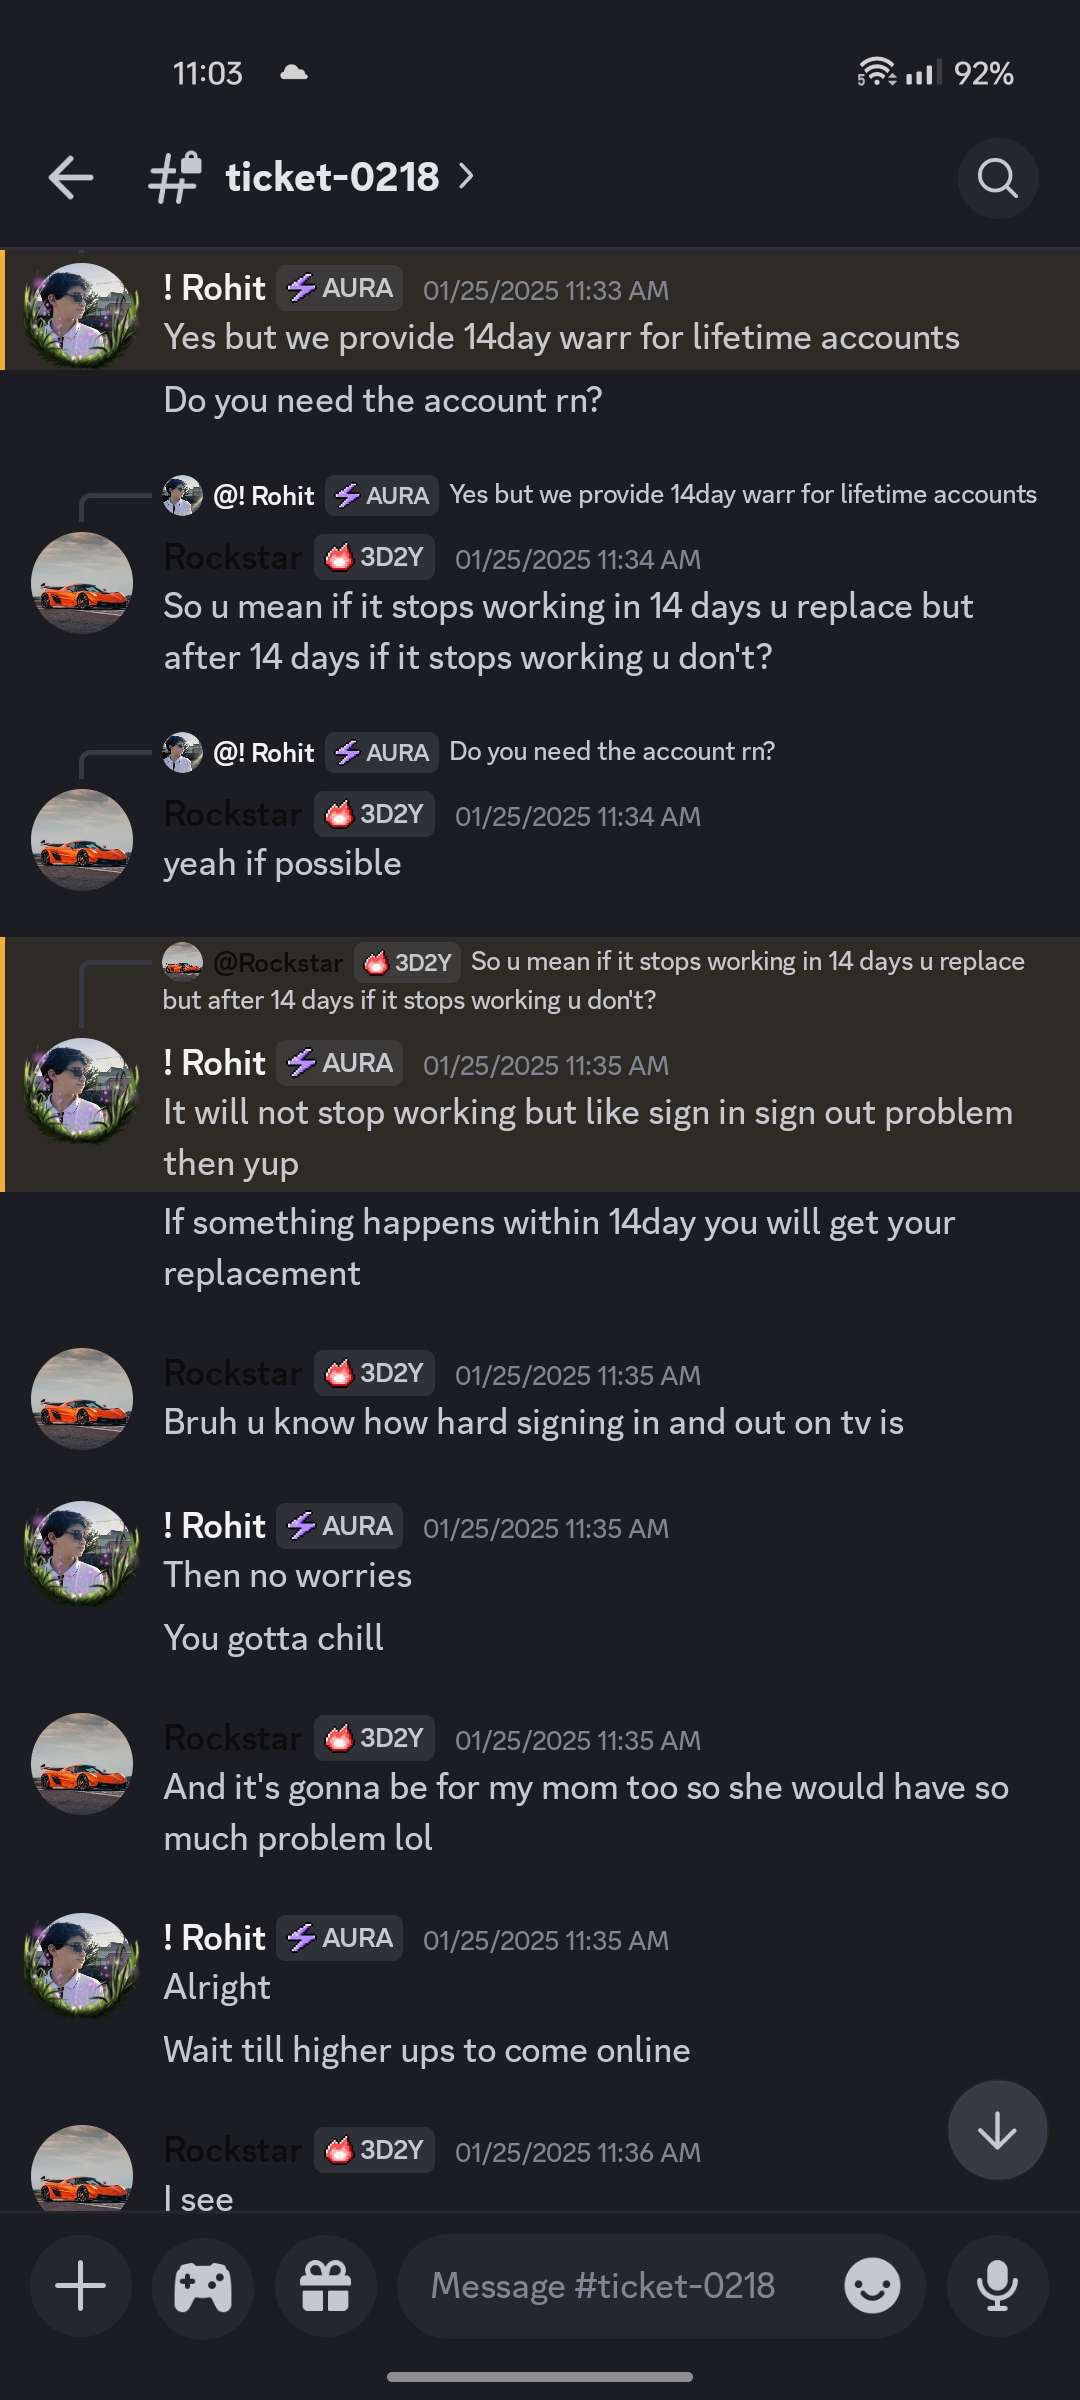 11:03
5
92%
ticket-0218
! Rohit AURA 01/25/2025 11:33 AM
Yes but we provide 14day warr for lifetime accounts
Do you need the account rn?
@! Rohit AURA Yes but we provide 14day warr for lifetime accounts
Rockstar 3D2Y 01/25/2025 11:34 AM
So u mean if it stops working in 14 days u replace but
after 14 days if it stops working u don't?
@! Rohit AURA Do you need the account rn?
Rockstar 3D2Y 01/25/2025 11:34 AM
yeah if possible
@Rockstar 3D2Y So u mean if it stops working in 14 days u replace
but after 14 days if it stops working u don't?
! Rohit AURA 01/25/2025 11:35 AM
It will not stop working but like sign in sign out problem
then yup
If something happens within 14day you will get your
replacement
Rockstar 3D2Y 01/25/2025 11:35 AM
Bruh u know how hard signing in and out on tv is
! Rohit AURA 01/25/2025 11:35 AM
Then no worries
You gotta chill
Rockstar 3D2Y 01/25/2025 11:35 AM
And it's gonna be for my mom too so she would have so
much problem lol
! Rohit AURA 01/25/2025 11:35 AM
Alright
Wait till higher ups to come online
Rockstar 3D2Y 01/25/2025 11:36 AM
I see
Message #ticket-0218